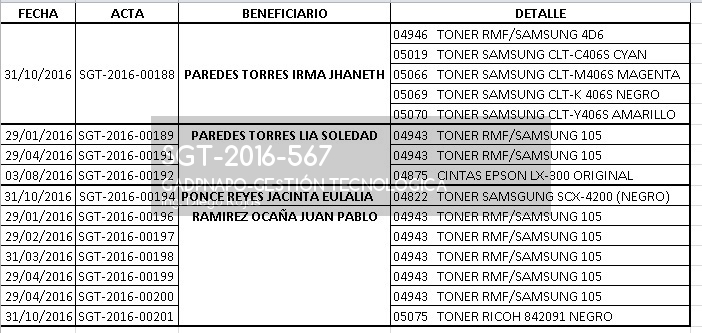 FECHA ACTA BENEFICIARIO DETALLE
31/10/2016 SGT-2016-00188 PAREDES TORRES IRMA JHANETH 04946 TONER RMF/SAMSUNG 4D6
05019 TONER SAMSUNG CLT-C406S CYAN
05066 TONER SAMSUNG CLT-M406S MAGENTA
05069 TONER SAMSUNG CLT-K 406S NEGRO
05070 TONER SAMSUNG CLT-Y406S AMARILLO
29/01/2016 SGT-2016-00189 PAREDES TORRES LIA SOLEDAD 04943 TONER RMF/SAMSUNG 105
29/04/2016 SGT-2016-00191 04943 TONER RMF/SAMSUNG 105
03/08/2016 SGT-2016-00192 04875 CINTAS EPSON LX-300 ORIGINAL
31/10/2016 SGT-2016-00194 PONCE REYES JACINTA EULALIA 04822 TONER SAMSGUNG SCX-4200 (NEGRO)
29/01/2016 SGT-2016-00196 RAMIREZ OCAÑA JUAN PABLO 04943 TONER RMF/SAMSUNG 105
29/02/2016 SGT-2016-00197 04943 TONER RMF/SAMSUNG 105
31/03/2016 SGT-2016-00198 04943 TONER RMF/SAMSUNG 105
29/04/2016 SGT-2016-00199 04943 TONER RMF/SAMSUNG 105
29/04/2016 SGT-2016-00200 04943 TONER RMF/SAMSUNG 105
31/10/2016 SGT-2016-00201 05075 TONER RICOH 842091 NEGRO
SGT-2016-567
GADPNAPO-GESTIÓN TECNOLOGICA